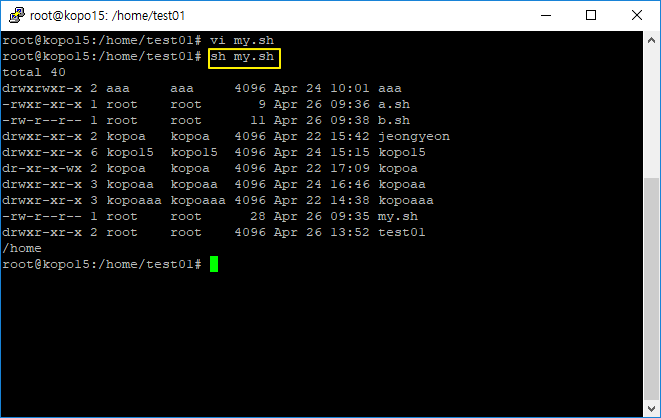 root@kopo15: /home/test01
root@kopo15:/home/test01# vi my.sh
root@kopo15:/home/test01# sh my.sh
total 40
drwxrwxr-x 2 aaa     aaa     4096 Apr 24 10:01 aaa
-rwxr-xr-x 1 root    root       9 Apr 26 09:36 a.sh
-rw-r--r-- 1 root    root      11 Apr 26 09:38 b.sh
drwxr-xr-x 2 kopoa   kopoa   4096 Apr 22 15:42 jeongyeon
drwxr-xr-x 6 kopo15  kopo15  4096 Apr 24 15:15 kopo15
dr-xr-x-wx 2 kopoa   kopoa   4096 Apr 22 17:09 kopoa
drwxr-xr-x 3 kopoaa  kopoaa  4096 Apr 24 16:46 kopoaa
drwxr-xr-x 3 kopoaaa kopoaaa 4096 Apr 22 14:38 kopoaaa
-rw-r--r-- 1 root    root      28 Apr 26 09:35 my.sh
drwxr-xr-x 2 root    root    4096 Apr 26 13:52 test01
/home
root@kopo15:/home/test01#